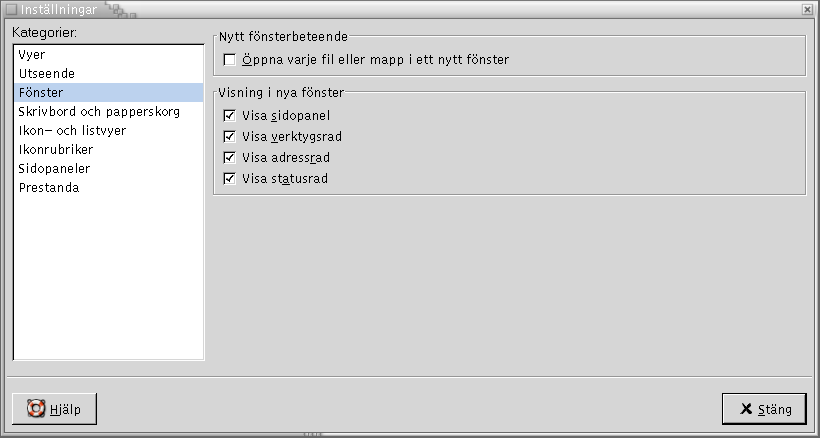 Inställningar
Kategorier:
Vyer
Utseende
Fönster
Skrivbord och papperskorg
Ikon- och listvyer
Ikonrubriker
Sidopaneler
Prestanda
Nytt fönsterbeteende
Öppna varje fil eller mapp i ett nytt fönster
Visning i nya fönster
Visa sidopanel
Visa verktygsrad
Visa adressrad
Visa statusrad
Hjälp
Stäng